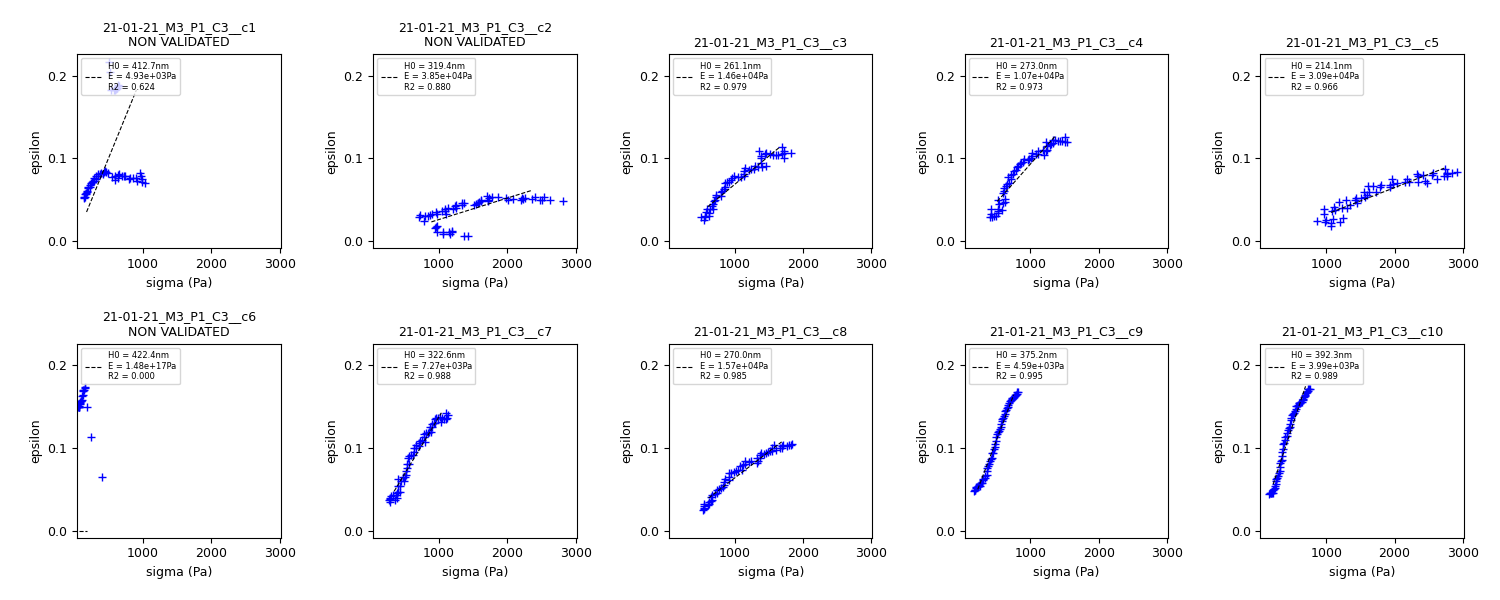 21-01-21_M3_P1_C3__c1
NON VALIDATED
H0 = 412.7nm
E = 4.93e+03Pa
R2 = 0.624
epsilon
0.2
0.1
0.0
1000 2000 3000
sigma (Pa)
21-01-21_M3_P1_C3__c2
NON VALIDATED
H0 = 319.4nm
E = 3.85e+04Pa
R2 = 0.880
epsilon
0.2
0.1
0.0
1000 2000 3000
sigma (Pa)
21-01-21_M3_P1_C3__c3
H0 = 261.1nm
E = 1.46e+04Pa
R2 = 0.979
epsilon
0.2
0.1
0.0
1000 2000 3000
sigma (Pa)
21-01-21_M3_P1_C3__c4
H0 = 273.0nm
E = 1.07e+04Pa
R2 = 0.973
epsilon
0.2
0.1
0.0
1000 2000 3000
sigma (Pa)
21-01-21_M3_P1_C3__c5
H0 = 214.1nm
E = 3.09e+04Pa
R2 = 0.966
epsilon
0.2
0.1
0.0
1000 2000 3000
sigma (Pa)
21-01-21_M3_P1_C3__c6
NON VALIDATED
H0 = 422.4nm
E = 1.48e+17Pa
R2 = 0.000
epsilon
0.2
0.1
0.0
1000 2000 3000
sigma (Pa)
21-01-21_M3_P1_C3__c7
H0 = 322.6nm
E = 7.27e+03Pa
R2 = 0.988
epsilon
0.2
0.1
0.0
1000 2000 3000
sigma (Pa)
21-01-21_M3_P1_C3__c8
H0 = 270.0nm
E = 1.57e+04Pa
R2 = 0.985
epsilon
0.2
0.1
0.0
1000 2000 3000
sigma (Pa)
21-01-21_M3_P1_C3__c9
H0 = 375.2nm
E = 4.59e+03Pa
R2 = 0.995
epsilon
0.2
0.1
0.0
1000 2000 3000
sigma (Pa)
21-01-21_M3_P1_C3__c10
H0 = 392.3nm
E = 3.99e+03Pa
R2 = 0.989
epsilon
0.2
0.1
0.0
1000 2000 3000
sigma (Pa)